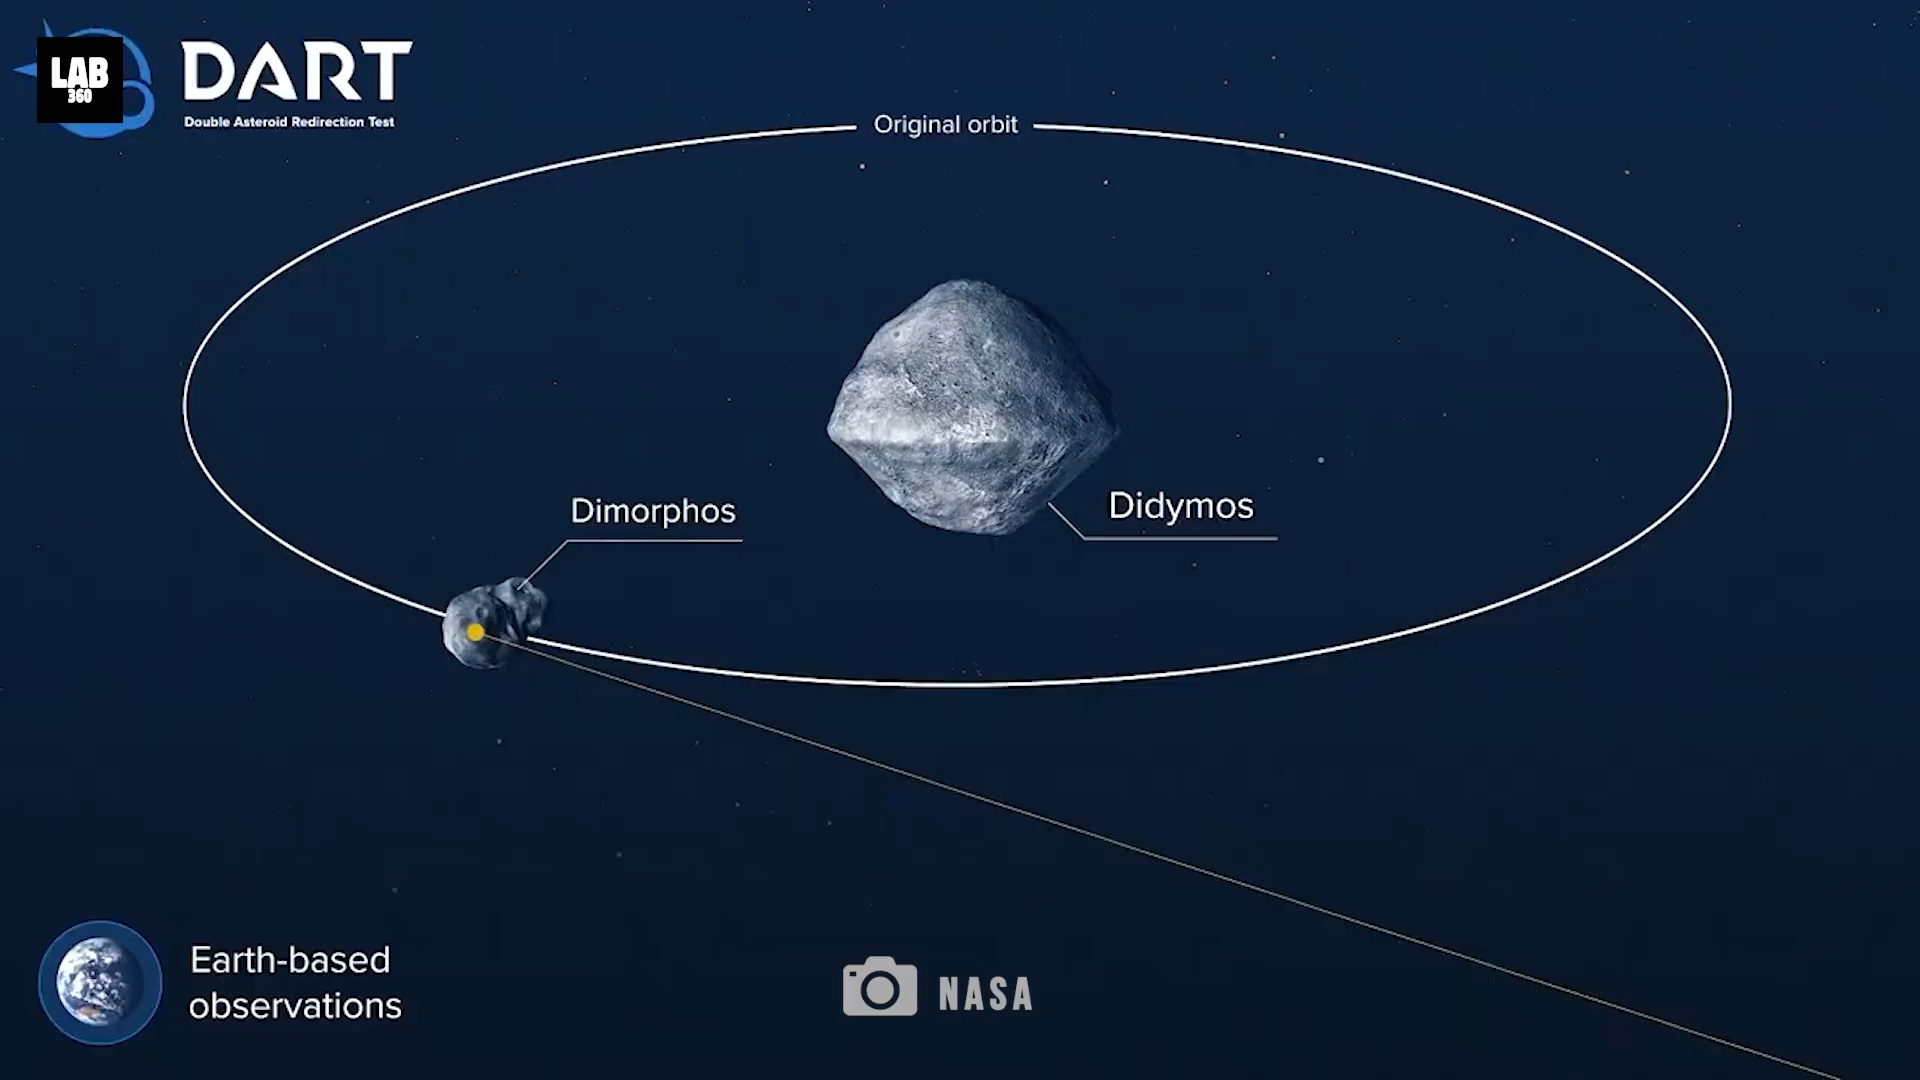 LAB
360
DART
Double Asteroid Redirection Test
Original orbit
Dimorphos
Didymos
Earth-based
observations
NASA